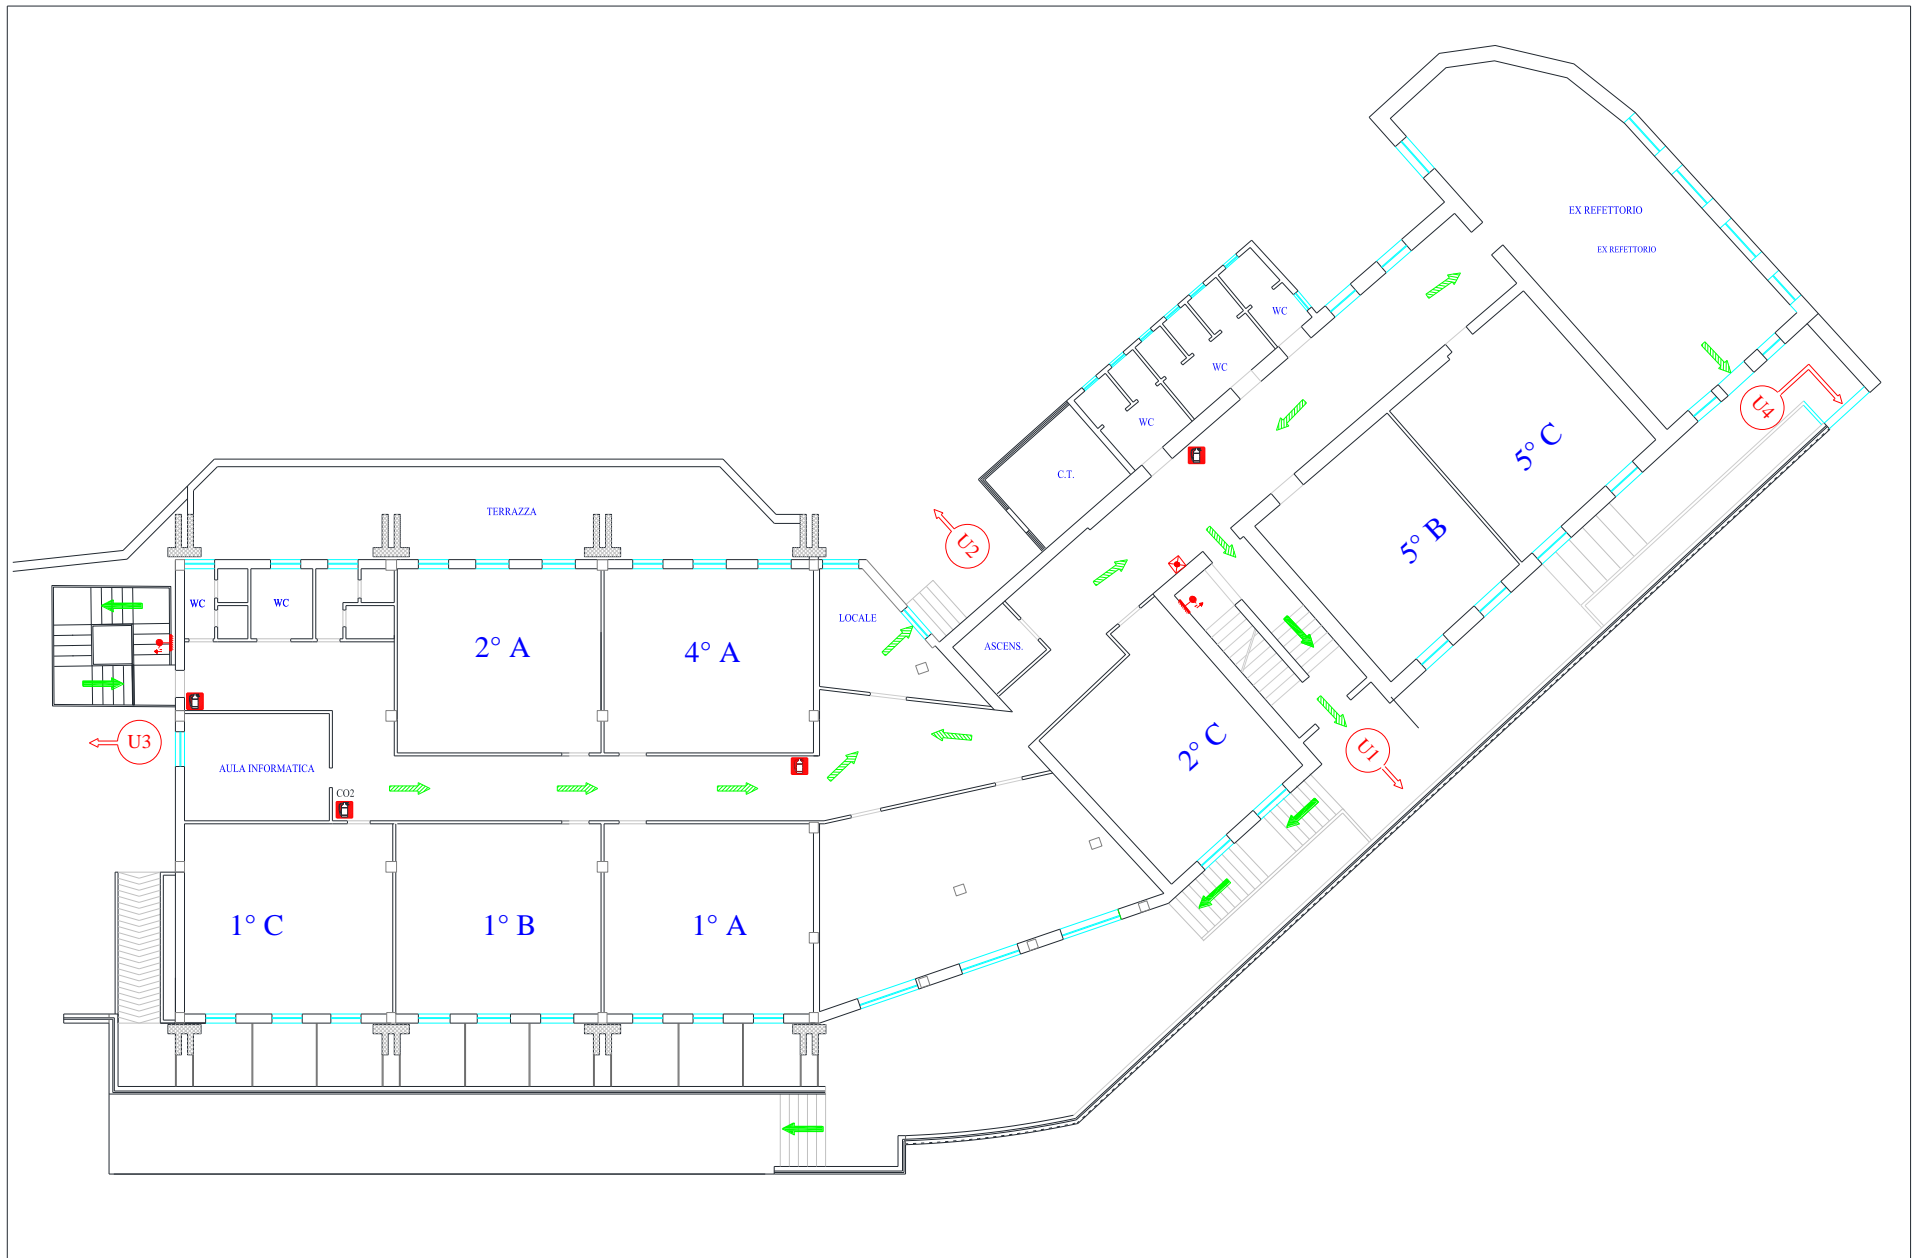 EX REFETTORIO
EX REFETTORIO
WC
WC
WC
C.T.
U4
5° C
5° B
TERRAZZA
U2
WC
WC
LOCALE
ASCENS.
2° A
4° A
U3
AULA INFORMATICA
CO2
2° C
U1
1° C
1° B
1° A